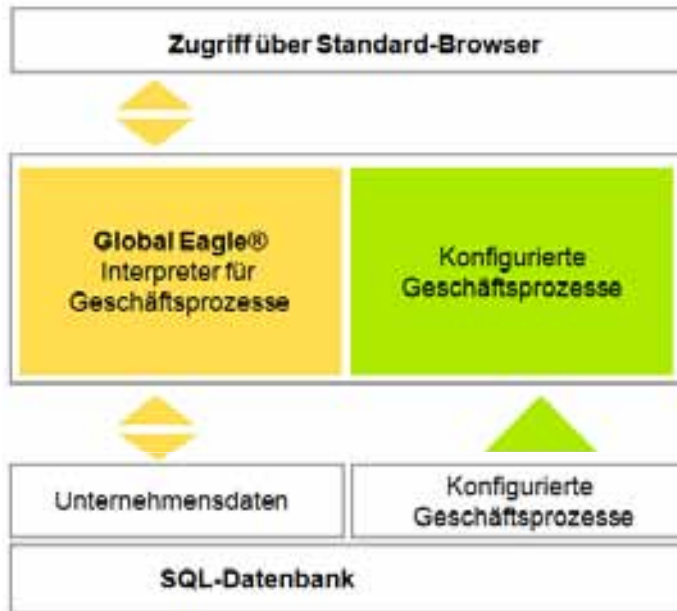 Zugriff über Standard-Browser
Global Eagle®
Interpreter für
Geschäftsprozesse
Konfigurierte
Geschäftsprozesse
Unternehmensdaten
Konfigurierte
Geschäftsprozesse
SQL-Datenbank